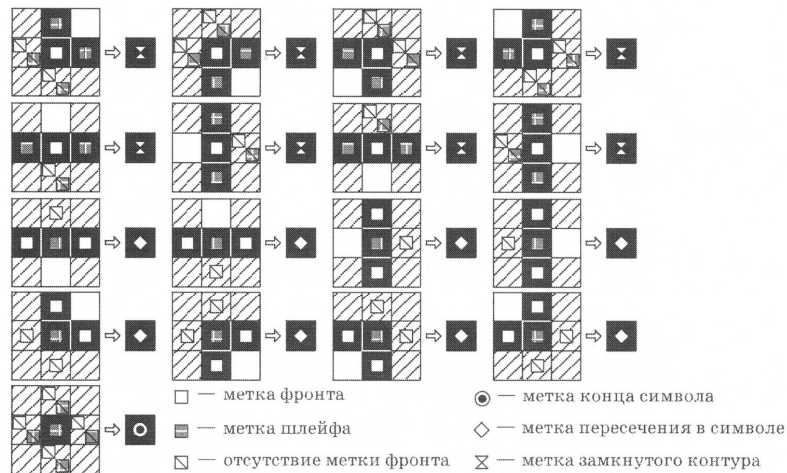 — метка фронта
— метка конца символа
— метка шлейфа
— метка пересечения в символе
— отсутствие метки фронта
— метка замкнутого контура